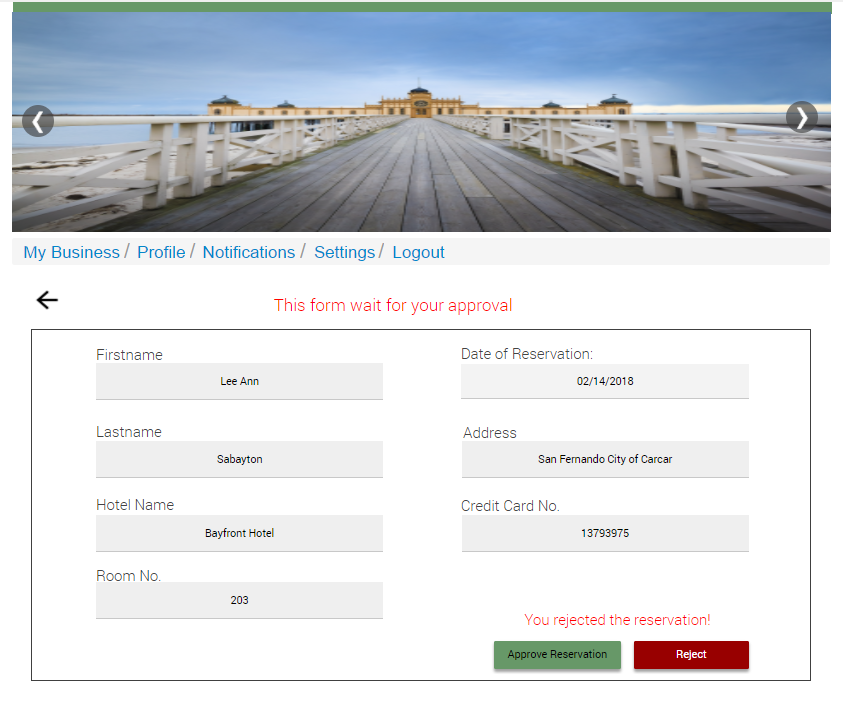 My Business / Profile / Notifications / Settings / Logout
This form wait for your approval
Firstname
Lee Ann
Date of Reservation:
02/14/2018
Lastname
Sabayton
Address
San Fernando City of Carcar
Hotel Name
Bayfront Hotel
Credit Card No.
13793975
Room No.
203
You rejected the reservation!
Approve Reservation
Reject